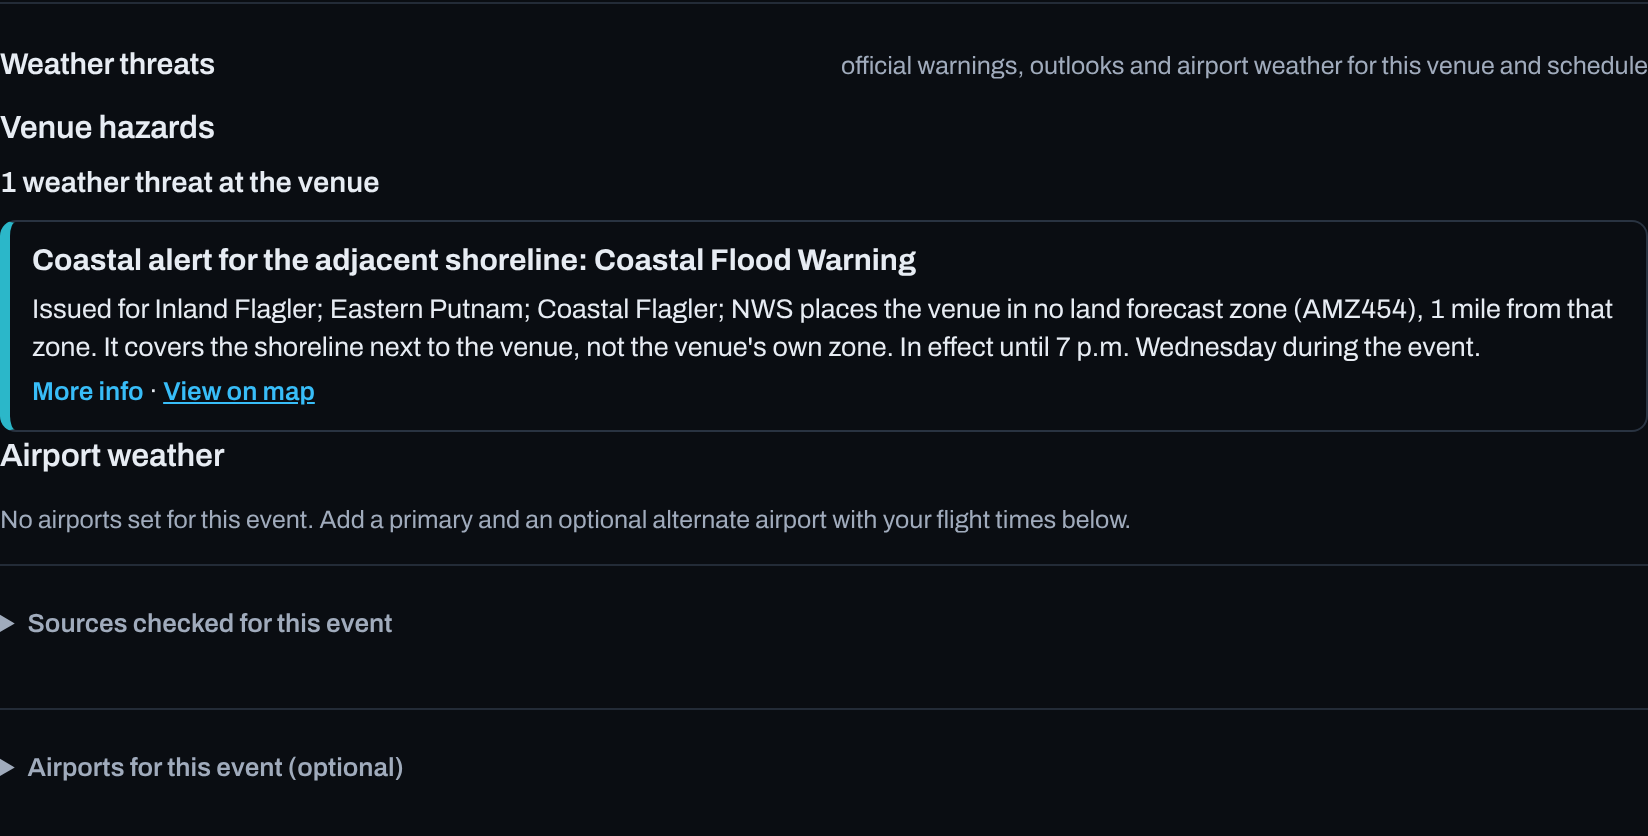 Weather threats
official warnings, outlooks and airport weather for this venue and schedule
Venue hazards
1 weather threat at the venue
Coastal alert for the adjacent shoreline: Coastal Flood Warning
Issued for Inland Flagler; Eastern Putnam; Coastal Flagler; NWS places the venue in no land forecast zone (AMZ454), 1 mile from that
zone. It covers the shoreline next to the venue, not the venue's own zone. In effect until 7 p.m. Wednesday during the event.
More info · View on map
Airport weather
No airports set for this event. Add a primary and an optional alternate airport with your flight times below.
Sources checked for this event
Airports for this event (optional)